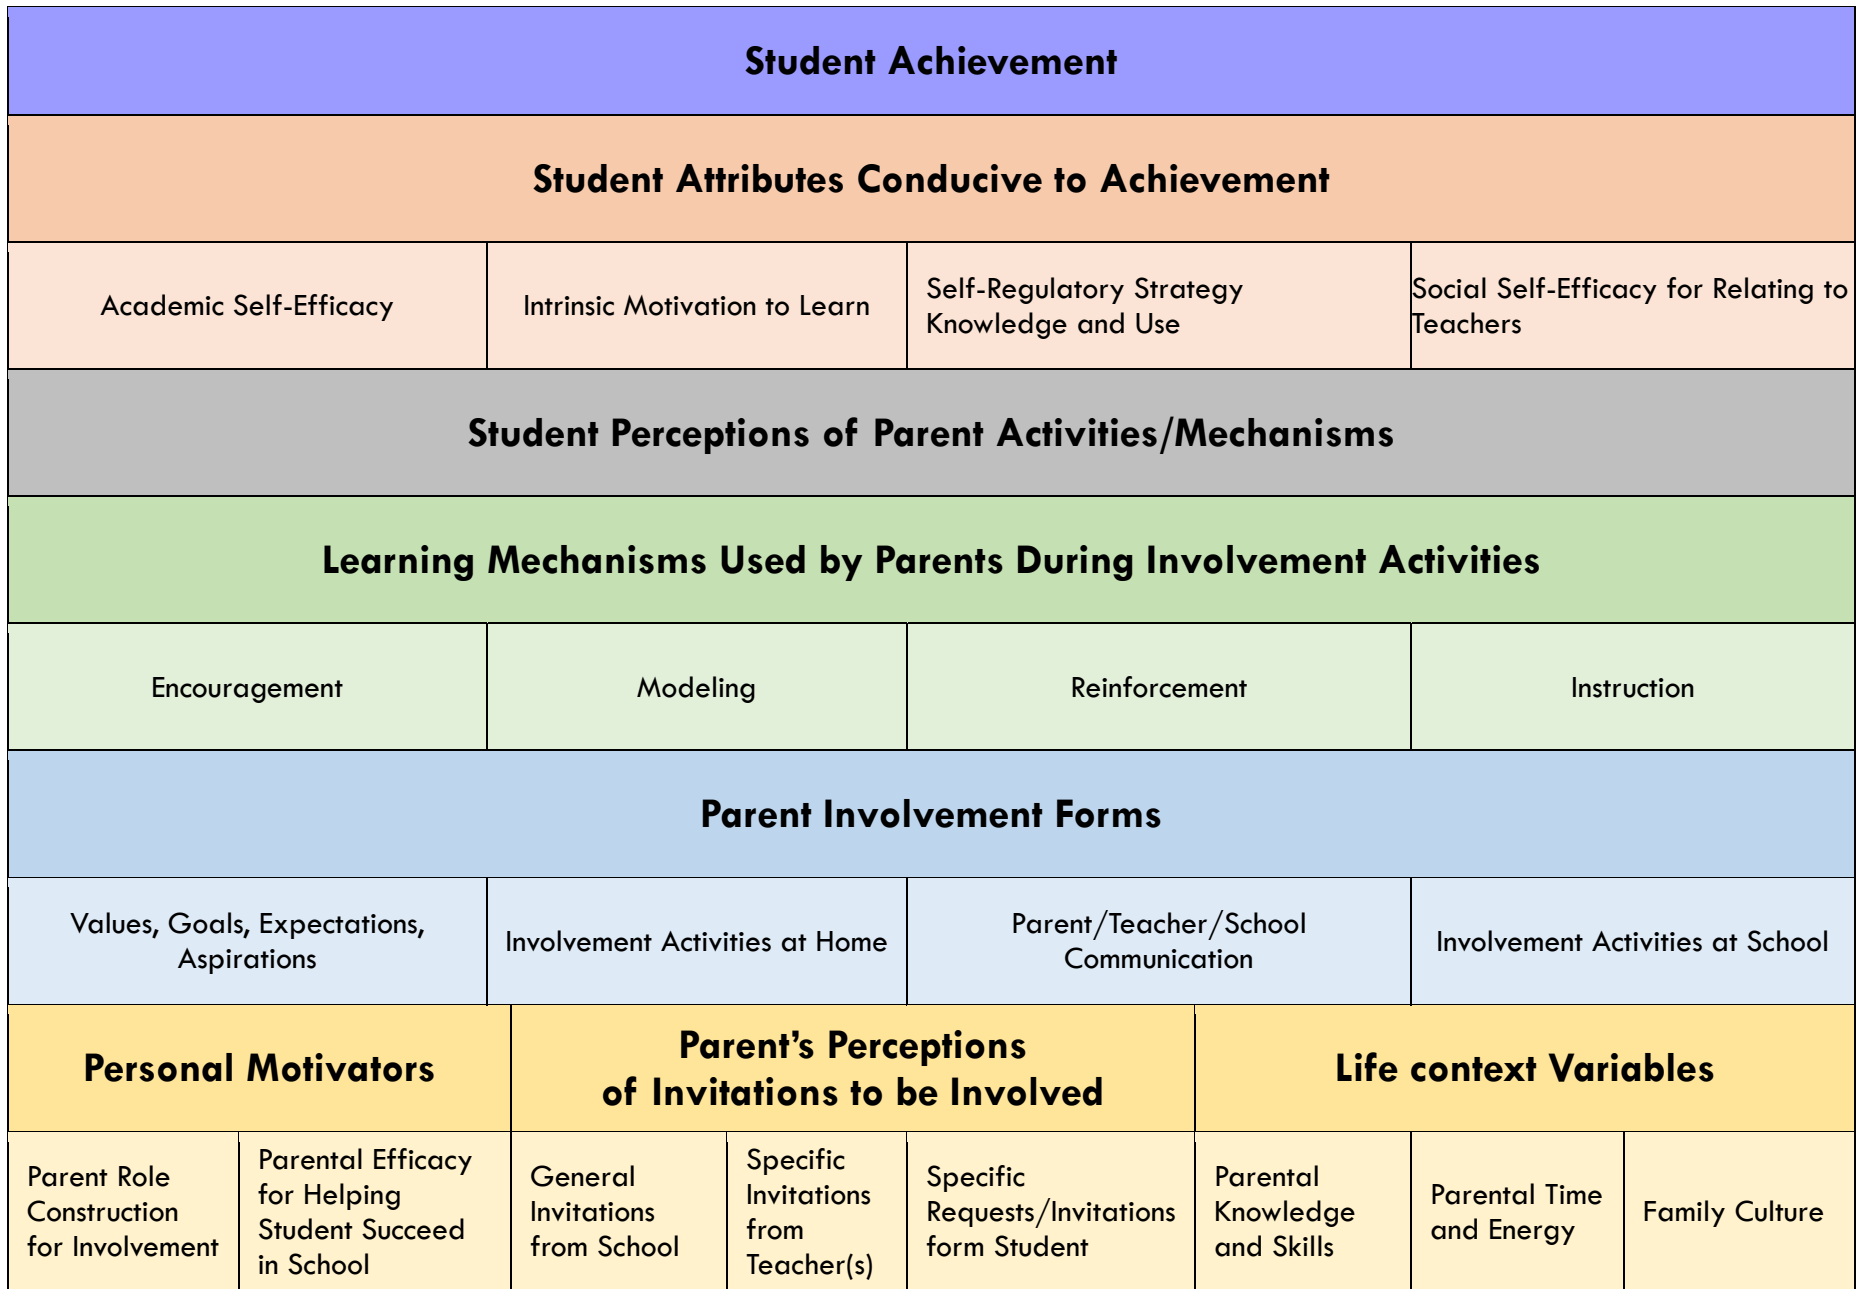 Student Achievement
Student Attributes Conducive to Achievement
Academic Self-Efficacy
Intrinsic Motivation to Learn
Self-Regulatory Strategy
Knowledge and Use
Social Self-Efficacy for Relating to
Teachers
Student Perceptions of Parent Activities/Mechanisms
Learning Mechanisms Used by Parents During Involvement Activities
Encouragement
Modeling
Reinforcement
Instruction
Parent Involvement Forms
Values, Goals, Expectations,
Aspirations
Involvement Activities at Home
Parent/Teacher/School
Communication
Involvement Activities at School
Personal Motivators
Parent’s Perceptions
of Invitations to be Involved
Life context Variables
Parent Role
Construction
for Involvement
Parental Efficacy
for Helping
Student Succeed
in School
General
Invitations
from School
Specific
Invitations
from
Teacher(s)
Specific
Requests/Invitations
form Student
Parental
Knowledge
and Skills
Parental Time
and Energy
Family Culture